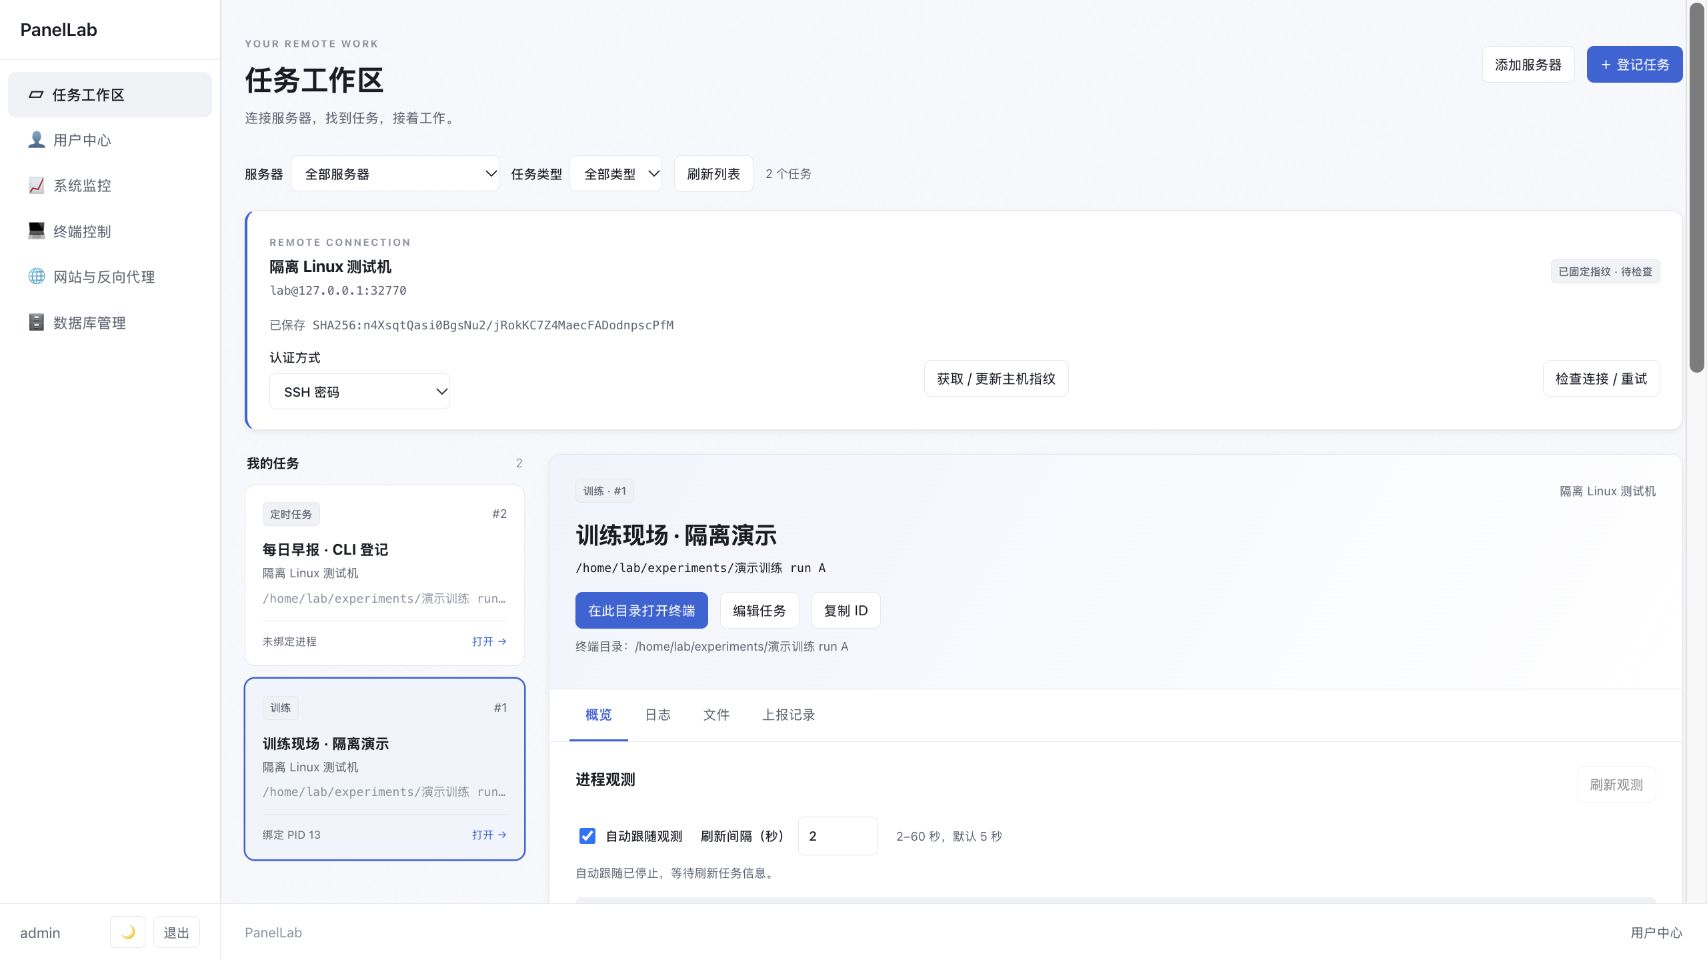 PanelLab
任务工作区
用户中心
系统监控
终端控制
网站与反向代理
数据库管理
admin
退出
YOUR REMOTE WORK
任务工作区
连接服务器，找到任务，接着工作。
添加服务器
+ 登记任务
服务器 全部服务器 任务类型 全部类型 刷新列表 2 个任务
REMOTE CONNECTION
隔离 Linux 测试机
lab@127.0.0.1:32770
已固定指纹 · 待检查
已保存 SHA256:n4XsqtQasi0BgsNu2/jRokKC7Z4MaecFADodnpscPfM
认证方式
SSH 密码
获取 / 更新主机指纹
检查连接 / 重试
我的任务 2
定时任务 #2
每日早报 · CLI 登记
隔离 Linux 测试机
/home/lab/experiments/演示训练 run…
未绑定进程 打开 →
训练 #1
训练现场 · 隔离演示
隔离 Linux 测试机
/home/lab/experiments/演示训练 run…
绑定 PID 13 打开 →
训练 · #1 隔离 Linux 测试机
训练现场 · 隔离演示
/home/lab/experiments/演示训练 run A
在此目录打开终端 编辑任务 复制 ID
终端目录：/home/lab/experiments/演示训练 run A
概览 日志 文件 上报记录
进程观测 刷新观测
自动跟随观测 刷新间隔（秒） 2 2–60 秒，默认 5 秒
自动跟随已停止，等待刷新任务信息。
PanelLab 用户中心